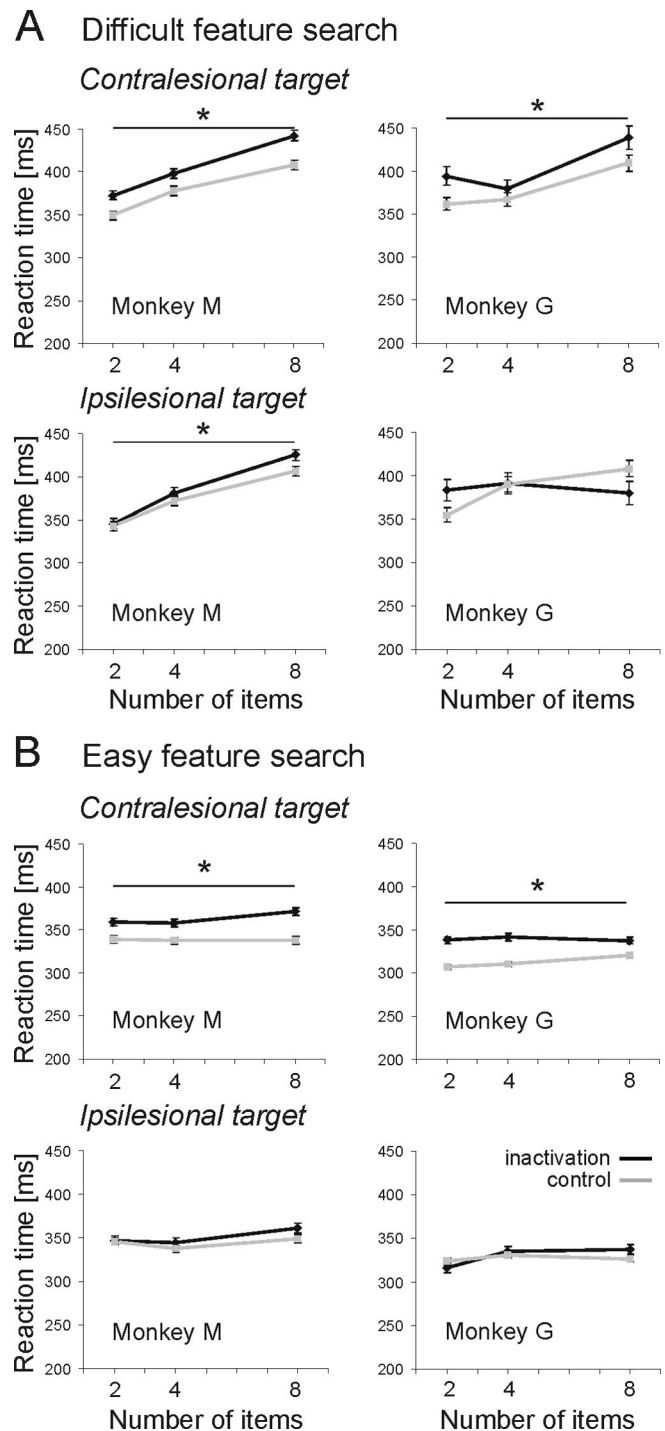 A Difficult feature search
Contralesional target
Reaction time [ms]
450
400
350
300
250
200
*
Monkey M
2 4 8
450
400
350
300
250
200
*
Monkey G
2 4 8
Ipsilesional target
Reaction time [ms]
450
400
350
300
250
200
*
Monkey M
2 4 8
Number of items
450
400
350
300
250
200
Monkey G
2 4 8
Number of items
B Easy feature search
Contralesional target
Reaction time [ms]
450
400
350
300
250
200
*
Monkey M
2 4 8
450
400
350
300
250
200
*
Monkey G
2 4 8
Ipsilesional target
Reaction time [ms]
450
400
350
300
250
200
Monkey M
2 4 8
Number of items
450
400
350
300
250
200
inactivation
control
Monkey G
2 4 8
Number of items